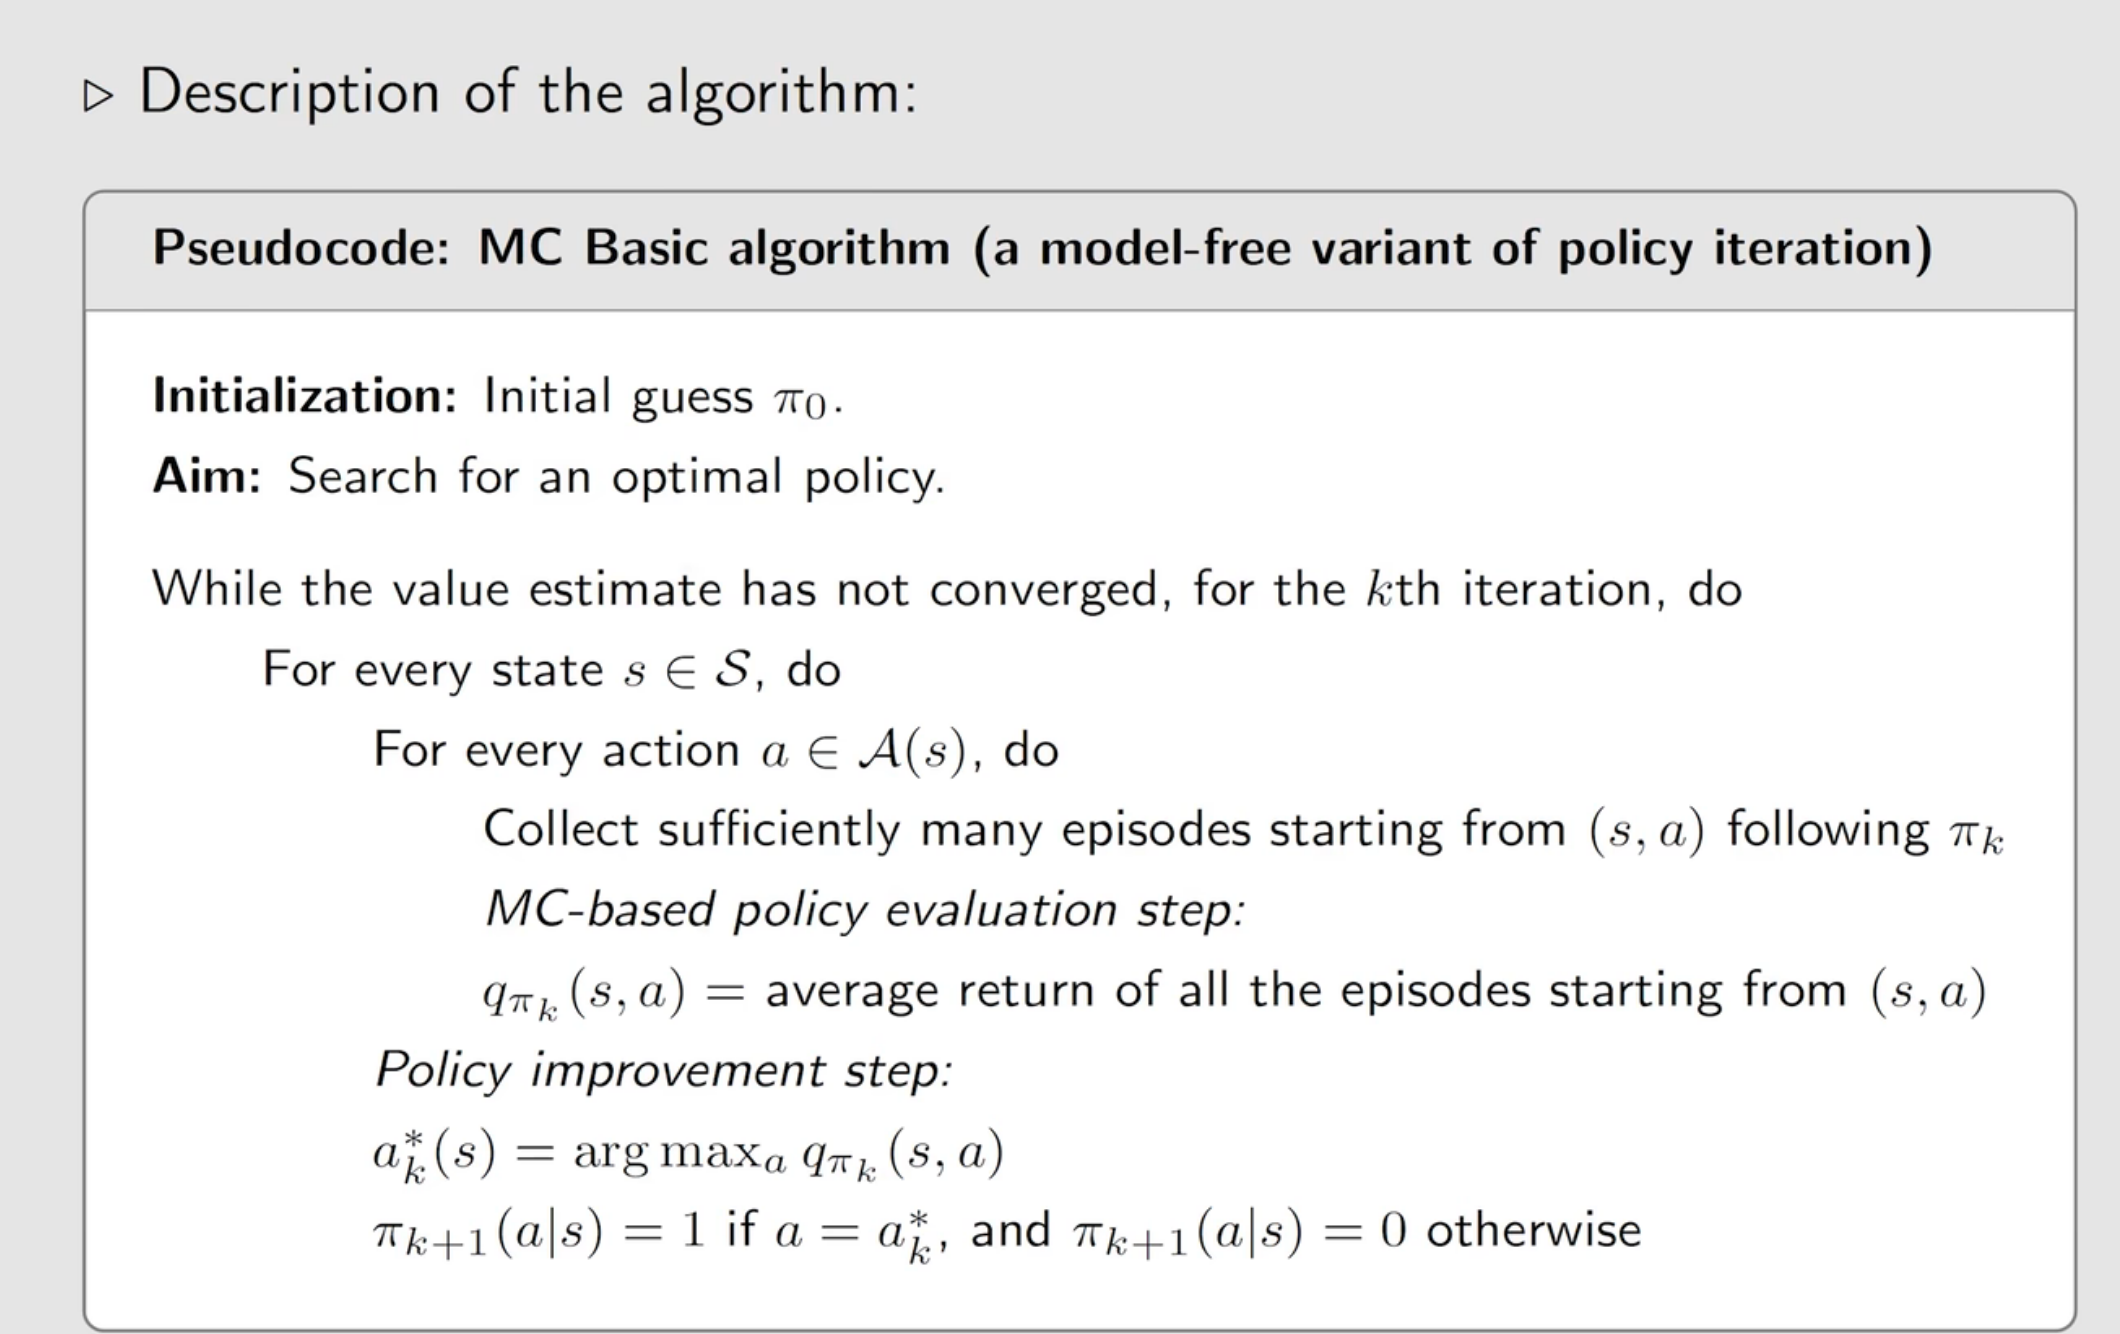 ▷ Description of the algorithm:
Pseudocode: MC Basic algorithm (a model-free variant of policy iteration)
Initialization: Initial guess π₀.
Aim: Search for an optimal policy.
While the value estimate has not converged, for the kth iteration, do
For every state s ∈ 𝒮, do
For every action a ∈ 𝒜(s), do
Collect sufficiently many episodes starting from (s, a) following πₖ
MC-based policy evaluation step:
q_{πₖ}(s, a) = average return of all the episodes starting from (s, a)
Policy improvement step:
a*ₖ(s) = arg maxₐ q_{πₖ}(s, a)
πₖ₊₁(a|s) = 1 if a = a*ₖ, and πₖ₊₁(a|s) = 0 otherwise